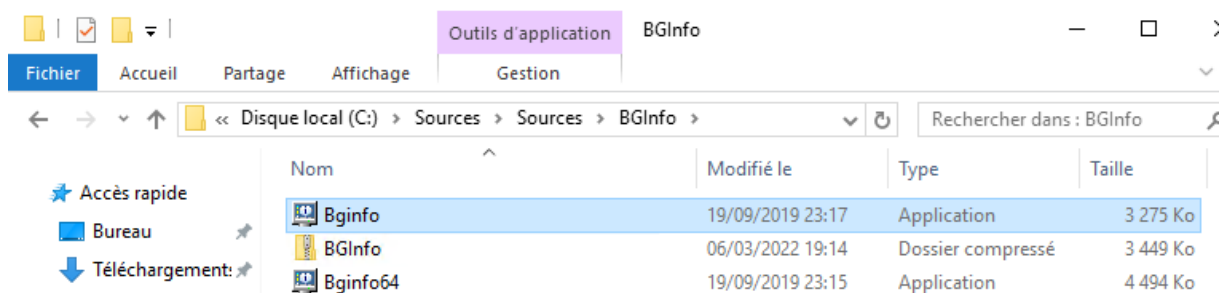 Outils d'application BGInfo
Fichier Accueil Partage Affichage Gestion
« Disque local (C:) > Sources > Sources > BGInfo > Rechercher dans : BGInfo
Nom Modifié le Type Taille
Accès rapide
Bginfo 19/09/2019 23:17 Application 3 275 Ko
Bureau
BGInfo 06/03/2022 19:14 Dossier compressé 3 449 Ko
Téléchargements
Bginfo64 19/09/2019 23:15 Application 4 494 Ko